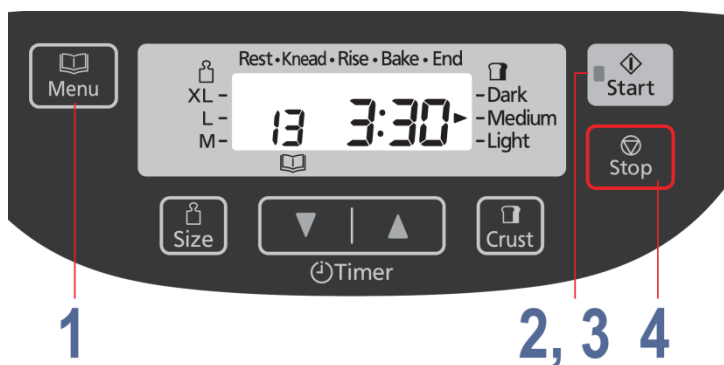 Menu
Rest•Knead•Rise•Bake•End
XL –
L –
M –
13
3:30
– Dark
– Medium
– Light
Start
Stop
Size
▼ | ▲
Crust
Timer
1
2, 3
4